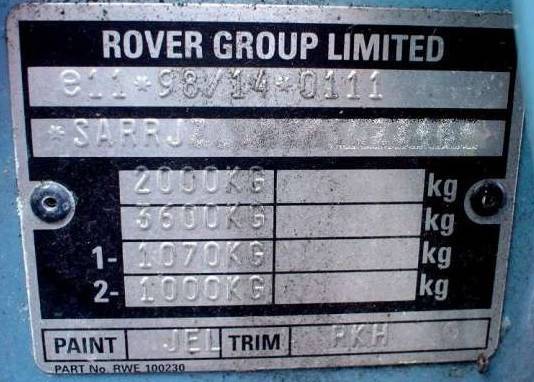 ROVER GROUP LIMITED
e11*98/14*0111
*SARRJ
2000KG kg
3600KG kg
1- 1070KG kg
2- 1000KG kg
PAINT JEL TRIM PKH
PART No. RWE 100230